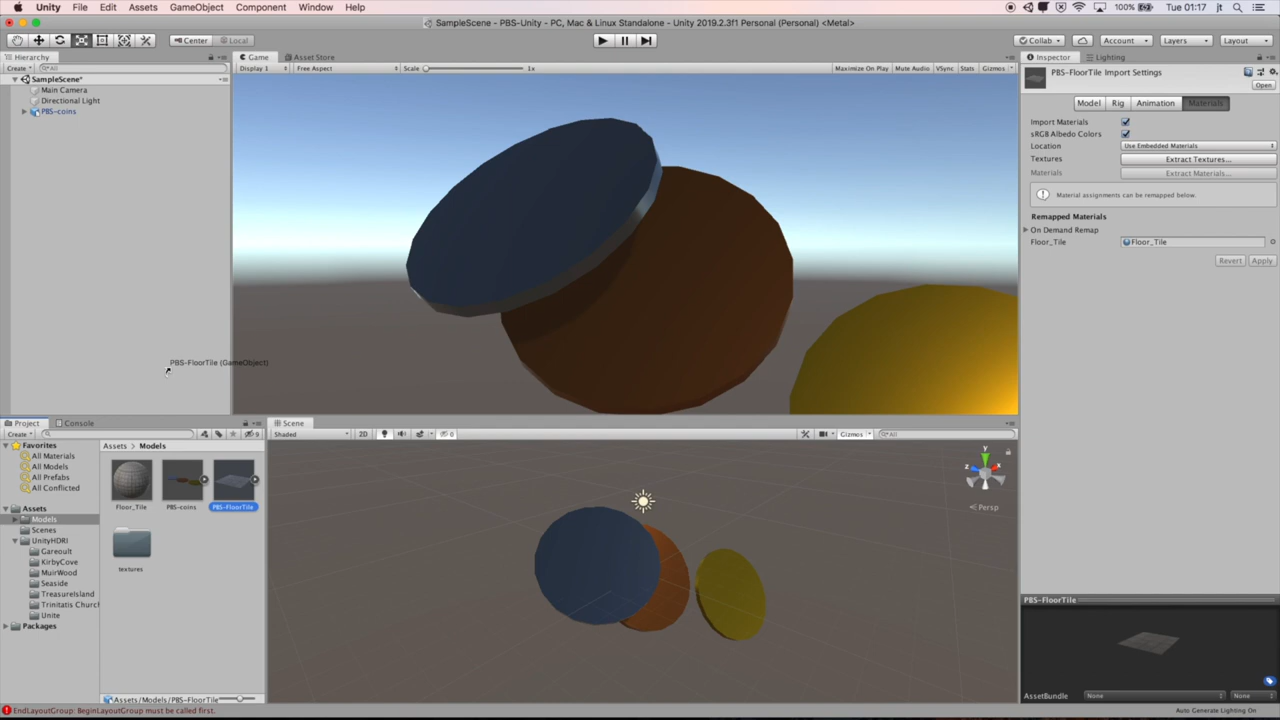 Unity File Edit Assets GameObject Component Window Help 100% Tue 01:17 jt
SampleScene - PBS-Unity - PC, Mac & Linux Standalone - Unity 2019.2.3f1 Personal (Personal) <Metal>
Center Local Collab Account Layers Layout
Hierarchy Game Asset Store Inspector Lighting
Create All Display 1 Free Aspect Scale 1x Maximize On Play Mute Audio VSync Stats Gizmos PBS-FloorTile Import Settings
SampleScene* Open
Main Camera
Directional Light Model Rig Animation Materials
PBS-coins
Import Materials
sRGB Albedo Colors
Location Use Embedded Materials
Textures Extract Textures...
Materials Extract Materials...
Material assignments can be remapped below.
Remapped Materials
On Demand Remap
Floor_Tile Floor_Tile
Revert Apply
PBS-FloorTile (GameObject)
Project Console Scene
Create Shaded 2D Gizmos All
9 0
Favorites Assets Models
All Materials
All Models
All Prefabs
All Conflicted
Assets Floor_Tile PBS-coins PBS-FloorTile
Models
Scenes
UnityHDRI
Gareoult
KirbyCove
MuirWood textures
Seaside
TreasureIsland
Trinitatis Church
Unite
Packages
y
x
z
Persp
PBS-FloorTile
Assets/Models/PBS-FloorTile AssetBundle None None
EndLayoutGroup: BeginLayoutGroup must be called first. Auto Generate Lighting On